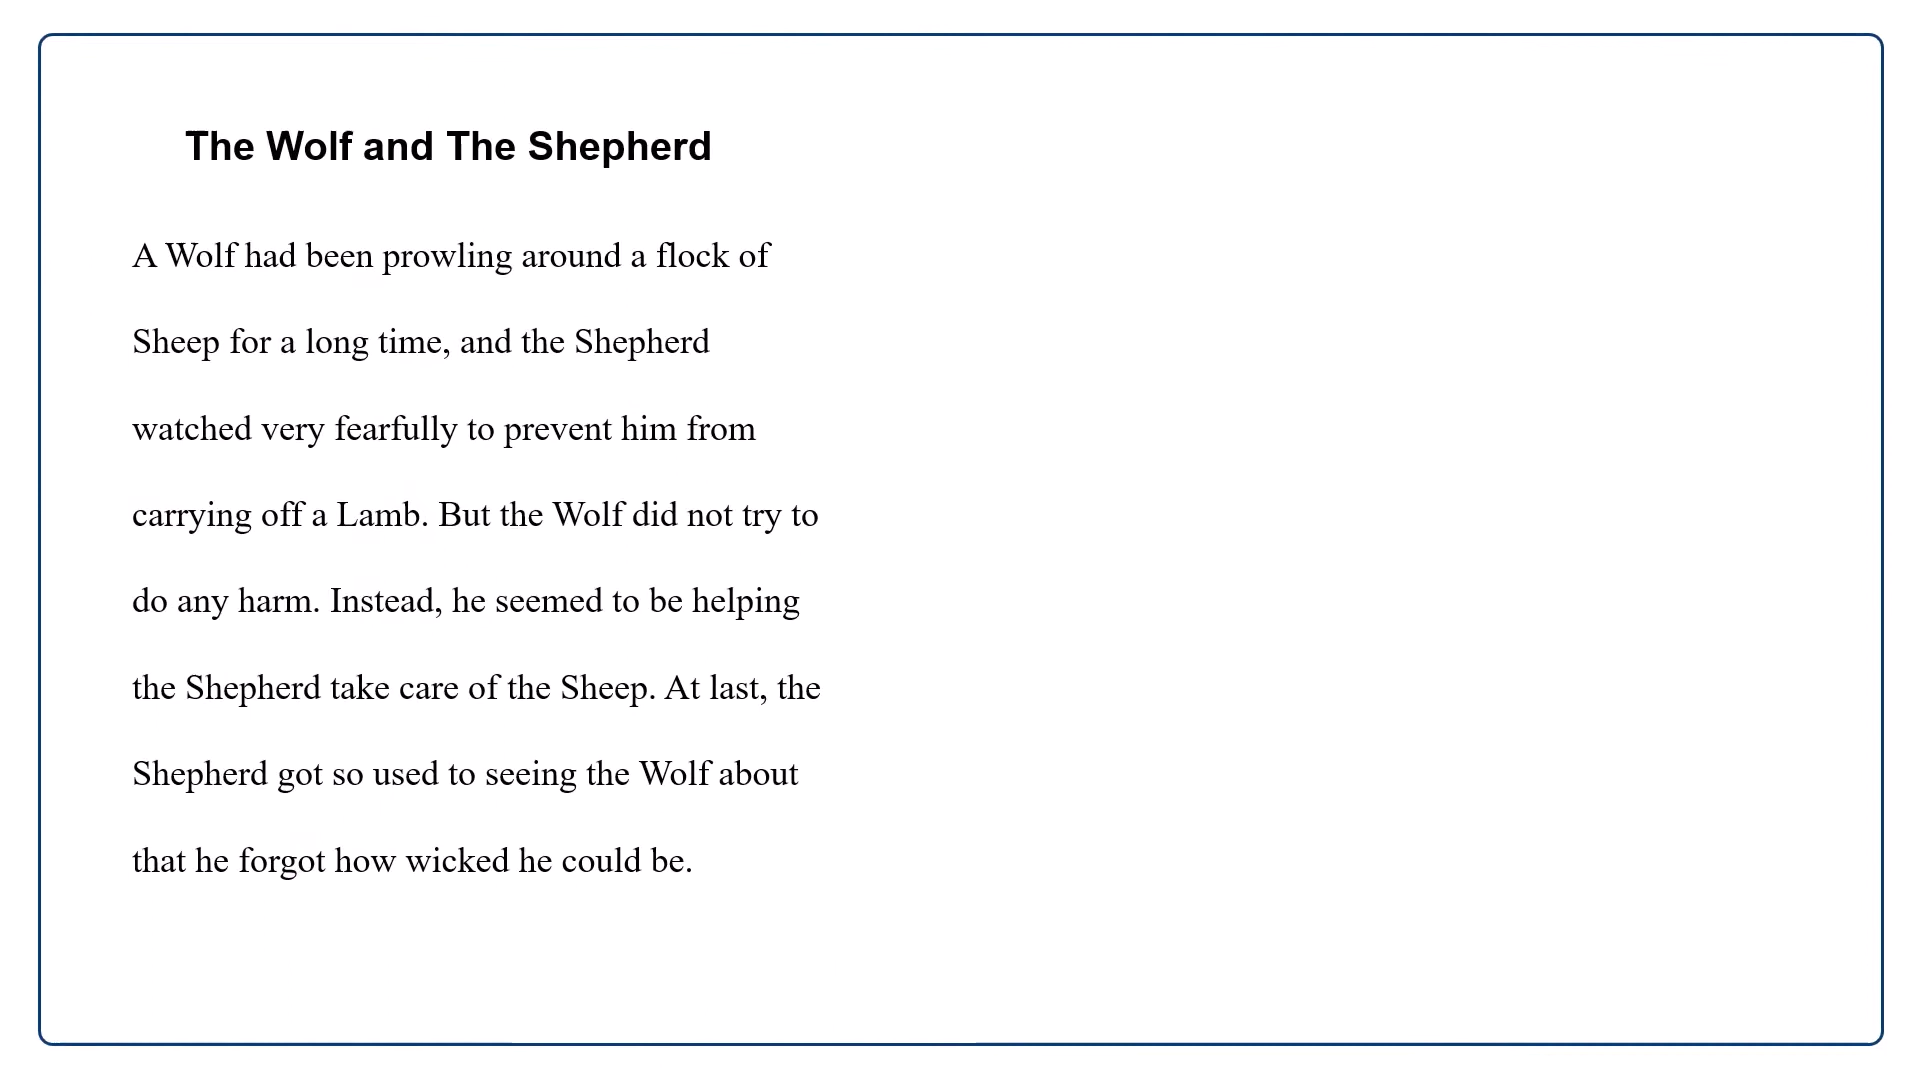 The Wolf and The Shepherd
A Wolf had been prowling around a flock of
Sheep for a long time, and the Shepherd
watched very fearfully to prevent him from
carrying off a Lamb. But the Wolf did not try to
do any harm. Instead, he seemed to be helping
the Shepherd take care of the Sheep. At last, the
Shepherd got so used to seeing the Wolf about
that he forgot how wicked he could be.